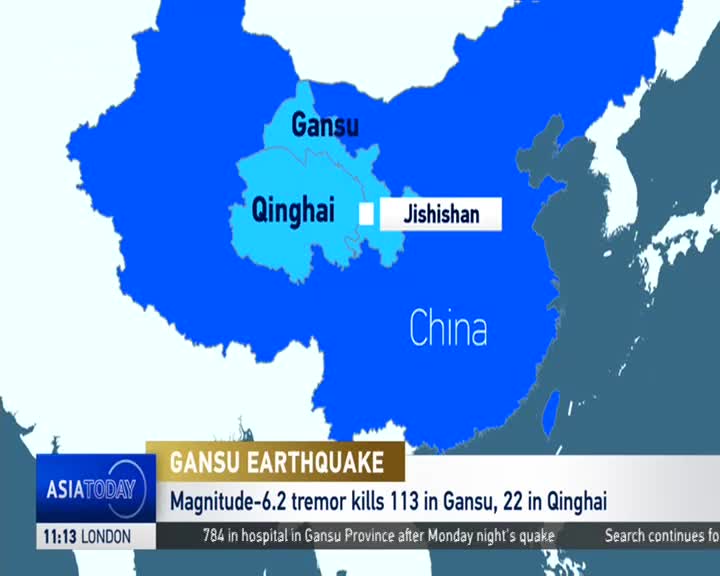 Gansu
Qinghai
Jishishan
China
GANSU EARTHQUAKE
ASIATODAY
Magnitude-6.2 tremor kills 113 in Gansu, 22 in Qinghai
11:13 LONDON
784 in hospital in Gansu Province after Monday night's quake
Search continues fo